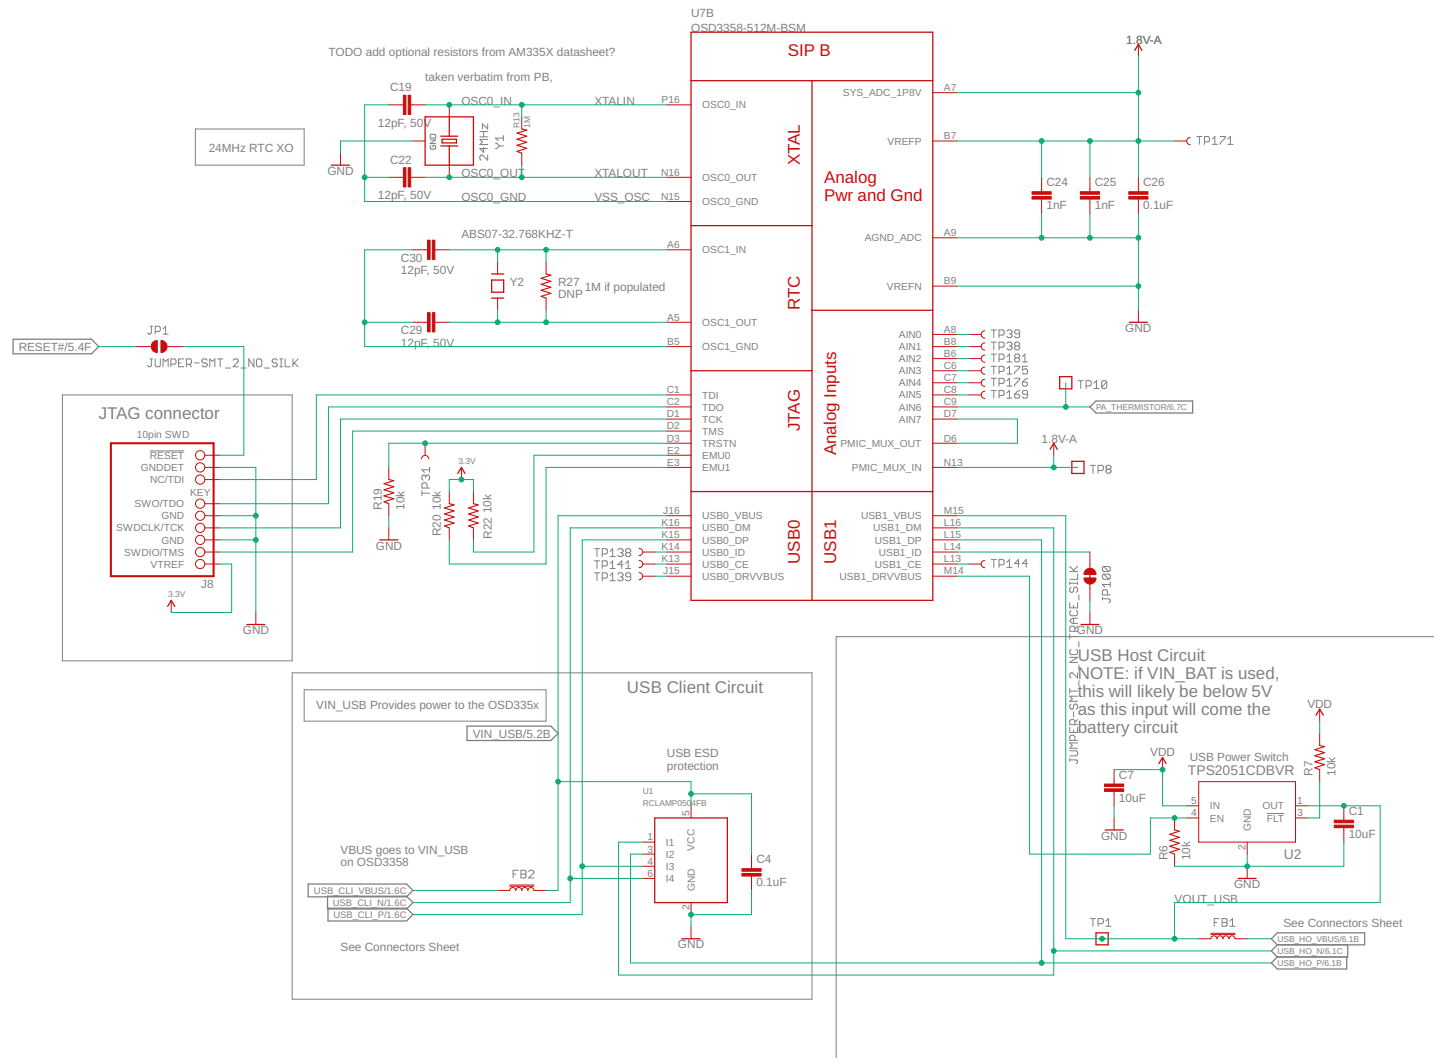 U7B
OSD3358-512M-BSM
SIP B
TODO add optional resistors from AM335X datasheet?
taken verbatim from PB,
24MHz RTC XO
C19
12pF, 50V
OSC0_IN
XTALIN
P16
OSC0_IN
GND
24MHz
Y1
R13
1M
GND
C22
12pF, 50V
OSC0_OUT
XTALOUT
N16
OSC0_OUT
OSC0_GND
VSS_OSC
N15
OSC0_GND
XTAL
ABS07-32.768KHZ-T
C30
12pF, 50V
A6
OSC1_IN
Y2
R27
DNP
1M if populated
C29
12pF, 50V
A5
OSC1_OUT
B5
OSC1_GND
RTC
Analog
Pwr and Gnd
SYS_ADC_1P8V
A7
VREFP
B7
AGND_ADC
A9
VREFN
B9
1.8V-A
TP171
C24
1nF
C25
1nF
C26
0.1uF
GND
Analog Inputs
AIN0
A8
TP39
AIN1
B8
TP38
AIN2
B6
TP181
AIN3
C6
TP175
AIN4
C7
TP176
AIN5
C8
TP169
AIN6
C9
AIN7
D7
PMIC_MUX_OUT
D6
PMIC_MUX_IN
N13
TP10
PA_THERMISTOR/6.7C
1.8V-A
TP8
RESET#/5.4F
JP1
JUMPER-SMT_2_NO_SILK
JTAG connector
10pin SWD
RESET
GNDDET
NC/TDI
KEY
SWO/TDO
GND
SWDCLK/TCK
GND
SWDIO/TMS
VTREF
J8
3.3V
GND
JTAG
C1
TDI
C2
TDO
D1
TCK
D2
TMS
D3
TRSTN
E2
EMU0
E3
EMU1
R19
10k
GND
TP31
3.3V
R20 10k
R22 10k
USB0
J16
USB0_VBUS
K16
USB0_DM
K15
USB0_DP
TP138
K14
USB0_ID
TP141
K13
USB0_CE
TP139
J15
USB0_DRVVBUS
USB1
USB1_VBUS
M15
USB1_DM
L16
USB1_DP
L15
USB1_ID
L14
USB1_CE
L13
TP144
USB1_DRVVBUS
M14
JP100
JUMPER-SMT_2_NC_TRACE_SILK
GND
USB Client Circuit
VIN_USB Provides power to the OSD335x
VIN_USB/5.2B
USB ESD
protection
U1
RCLAMP0504FB
5
VCC
1
I1
3
I2
4
I3
6
I4
GND
2
C4
0.1uF
GND
VBUS goes to VIN_USB
on OSD3358
FB2
USB_CLI_VBUS/1.6C
USB_CLI_N/1.6C
USB_CLI_P/1.6C
See Connectors Sheet
USB Host Circuit
NOTE: if VIN_BAT is used,
this will likely be below 5V
as this input will come the
battery circuit
VDD
R7
10k
VDD
USB Power Switch
TPS2051CDBVR
C7
10uF
GND
5
IN
4
EN
GND
2
OUT
1
FLT
3
U2
R6
10k
C1
10uF
GND
VOUT_USB
TP1
FB1
See Connectors Sheet
USB_HO_VBUS/6.1B
USB_HO_N/6.1C
USB_HO_P/6.1B